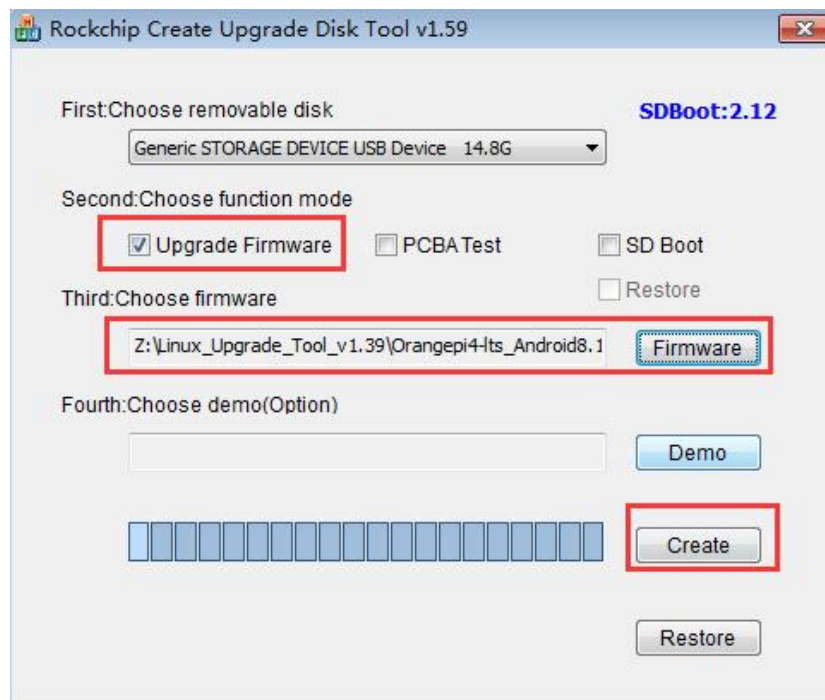 Rockchip Create Upgrade Disk Tool v1.59
First:Choose removable disk
SDBoot:2.12
Generic STORAGE DEVICE USB Device 14.8G
Second:Choose function mode
Upgrade Firmware
PCBA Test
SD Boot
Restore
Third:Choose firmware
Z:\Linux_Upgrade_Tool_v1.39\Orangepi4-lts_Android8.1
Firmware
Fourth:Choose demo(Option)
Demo
Create
Restore